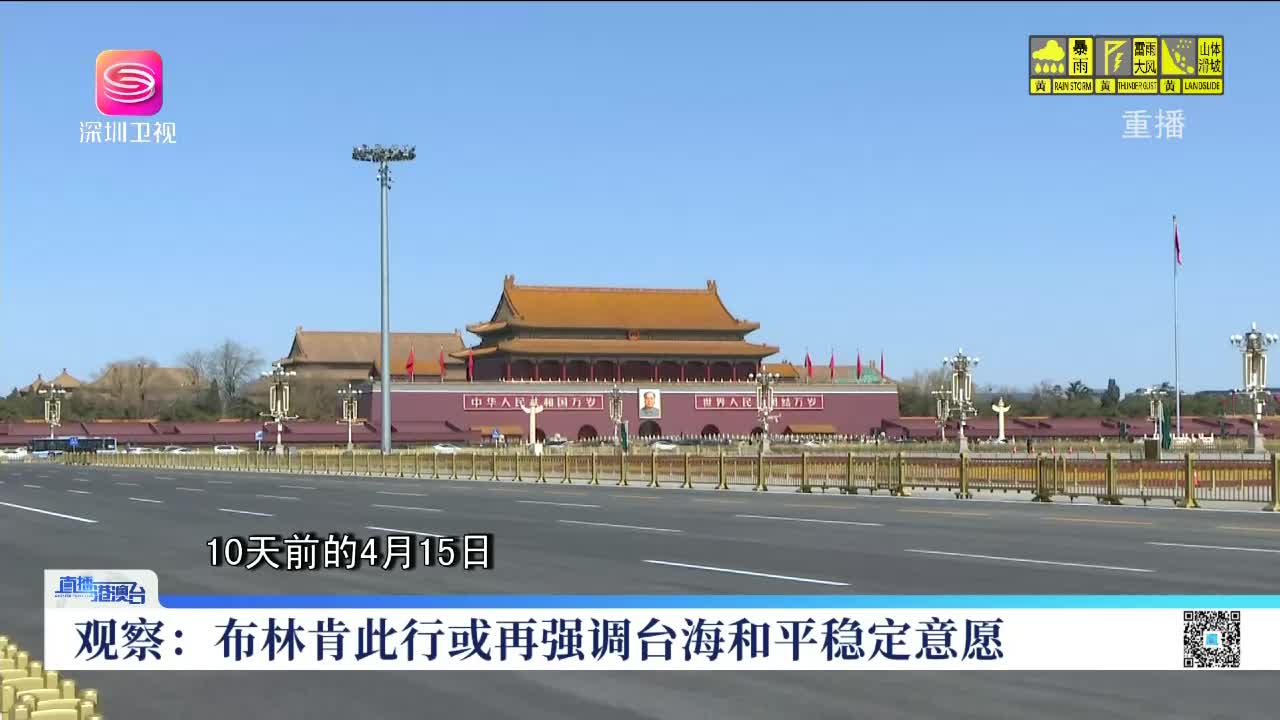 深圳卫视
暴雨
黄 RAIN STORM
雷雨大风
黄 THUNDER GUST
山体滑坡
黄 LANDSLIDE
重播
中华人民共和国万岁
世界人民大团结万岁
10天前的4月15日
直播港澳台
观察：布林肯此行或再强调台海和平稳定意愿